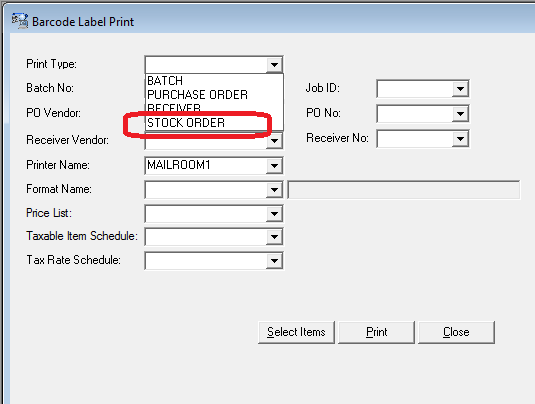 Barcode Label Print
Print Type:
BATCH
Batch No:
Job ID:
PURCHASE ORDER
RECEIVER
PO Vendor:
PO No:
STOCK ORDER
Receiver Vendor:
Receiver No:
Printer Name: MAILROOM1
Format Name:
Price List:
Taxable Item Schedule:
Tax Rate Schedule:
Select Items Print Close